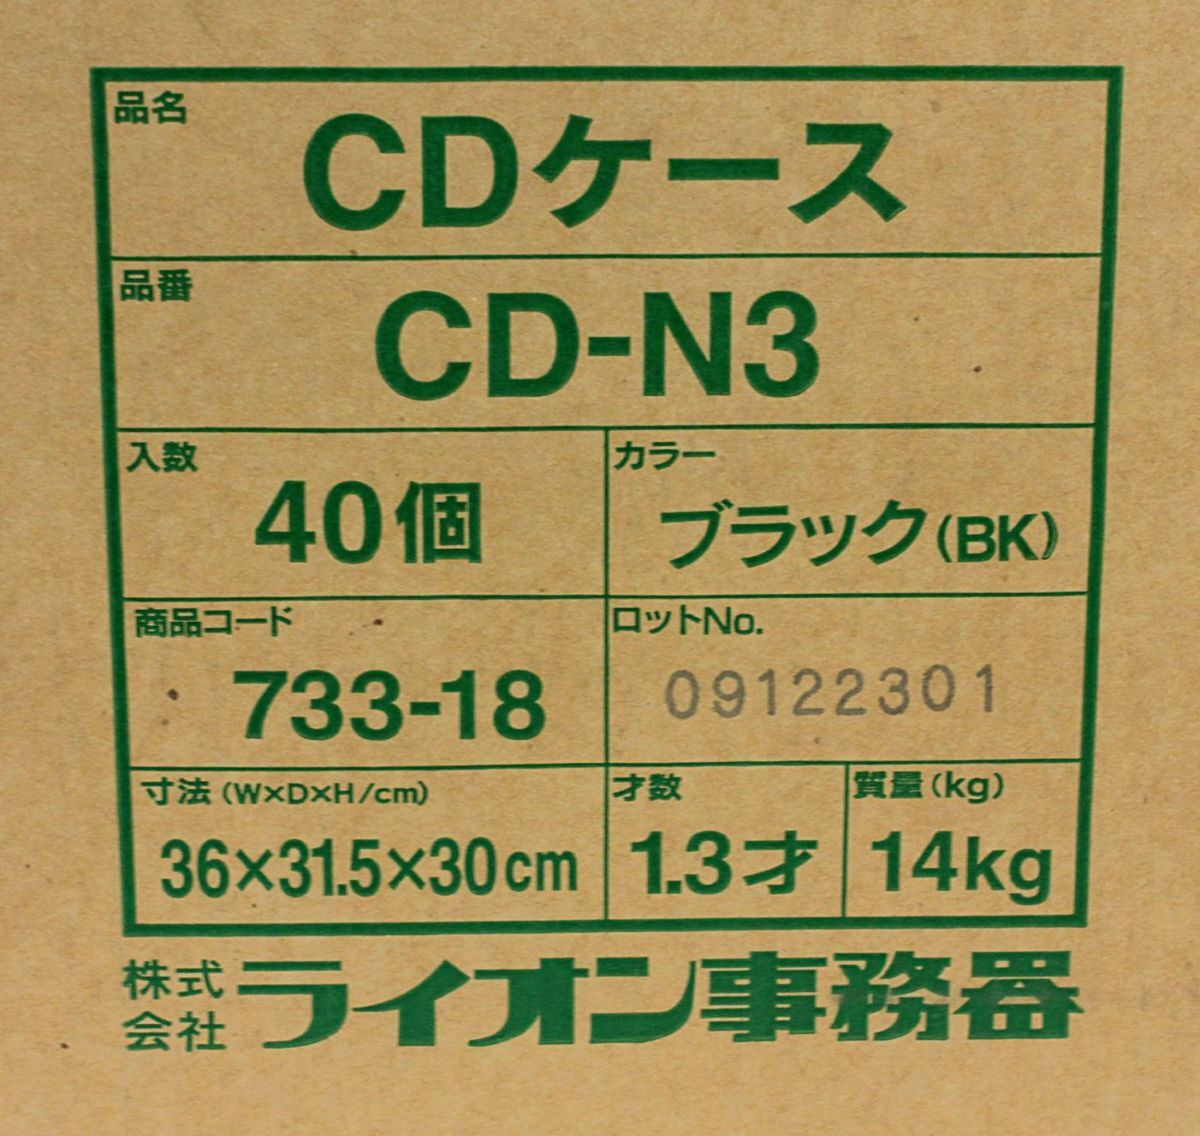 品名
CDケース
品番
CD-N3
入数
40個
カラー
ブラック(BK)
商品コード
733-18
ロットNo.
09122301
寸法(W×D×H/cm)
36×31.5×30cm
才数
1.3才
質量(kg)
14kg
株式会社 ライオン事務器